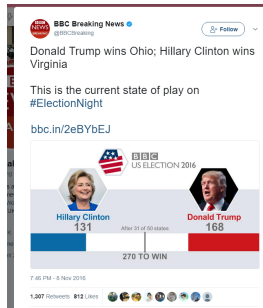 BBC Breaking News
@BBCBreaking
Follow
Donald Trump wins Ohio; Hillary Clinton wins
Virginia
This is the current state of play on
#ElectionNight
bbc.in/2eBYbEJ
BBC
US ELECTION 2016
Hillary Clinton
131
After 31 of 50 states
Donald Trump
168
270 TO WIN
7:46 PM - 8 Nov 2016
1,307 Retweets 812 Likes